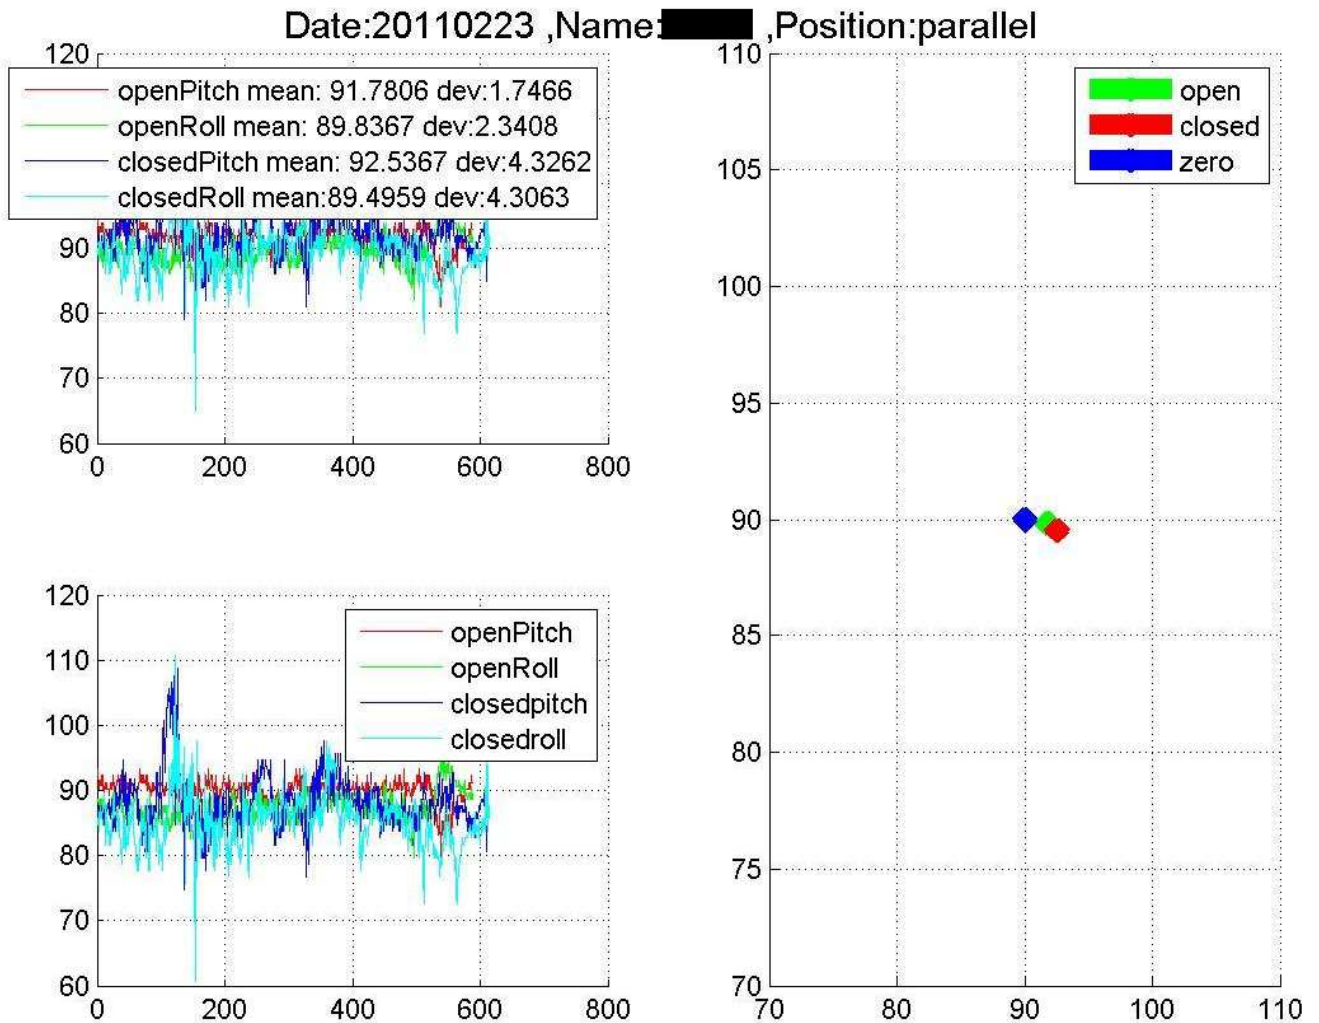 Date:20110223 ,Name: ,Position:parallel
120
openPitch mean: 91.7806 dev:1.7466
openRoll mean: 89.8367 dev:2.3408
closedPitch mean: 92.5367 dev:4.3262
closedRoll mean:89.4959 dev:4.3063
90
80
70
60
0 200 400 600 800
110
open
closed
zero
105
100
95
90
85
80
75
70
70 80 90 100 110
120
openPitch
openRoll
closedpitch
closedroll
110
100
90
80
70
60
0 200 400 600 800